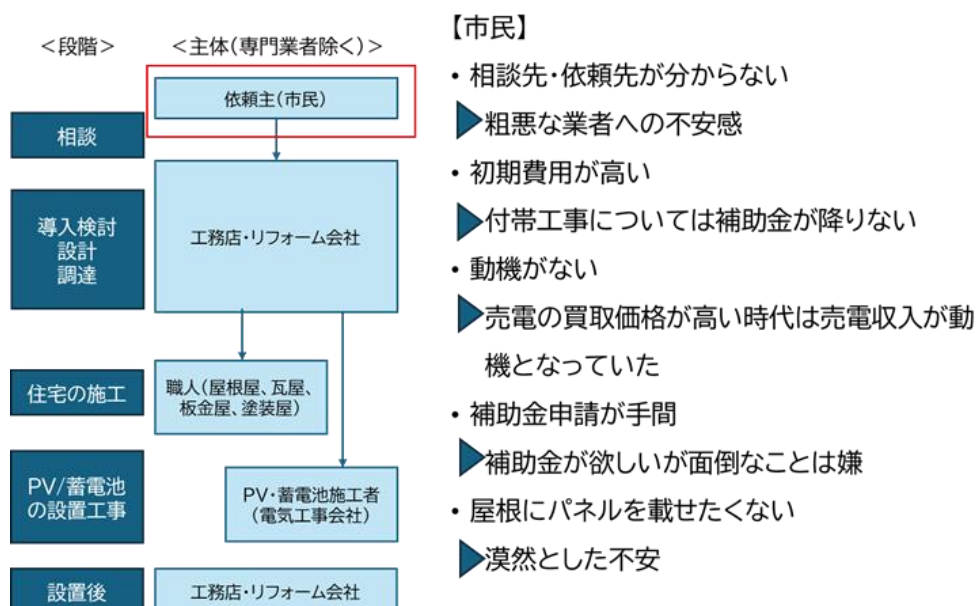 ＜段階＞
＜主体(専門業者除く)＞
依頼主(市民)
相談
導入検討
設計
調達
工務店・リフォーム会社
住宅の施工
職人(屋根屋、瓦屋、
板金屋、塗装屋)
PV/蓄電池
の設置工事
PV・蓄電池施工者
(電気工事会社)
設置後
工務店・リフォーム会社
【市民】
・相談先・依頼先が分からない
▶粗悪な業者への不安感
・初期費用が高い
▶付帯工事については補助金が降りない
・動機がない
▶売電の買取価格が高い時代は売電収入が動
機となっていた
・補助金申請が手間
▶補助金が欲しいが面倒なことは嫌
・屋根にパネルを載せたくない
▶漠然とした不安